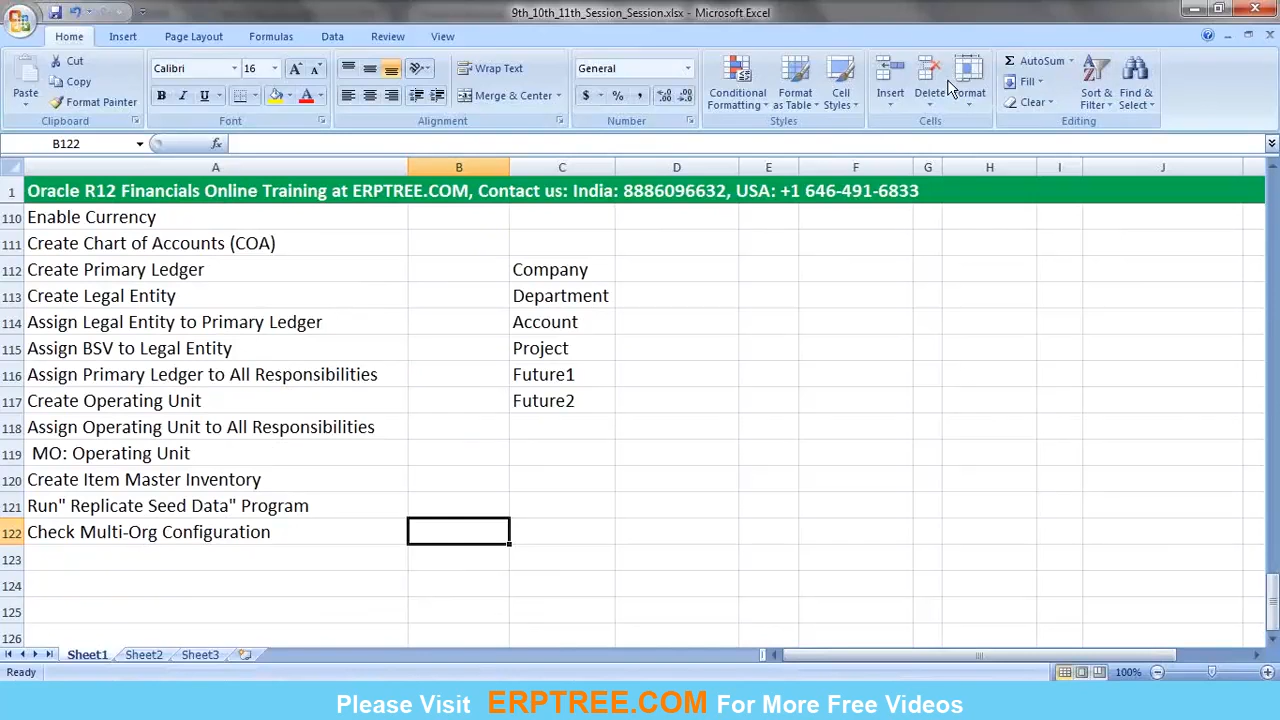 9th_10th_11th_Session_Session.xlsx - Microsoft Excel
Home Insert Page Layout Formulas Data Review View
Paste Cut Copy Format Painter
Calibri 16
B I U
Wrap Text
Merge & Center
General
$ % ,
Conditional Formatting Format as Table Cell Styles
Insert Delete Format
Σ AutoSum Fill Clear
Sort & Filter Find & Select
Clipboard Font Alignment Number Styles Cells Editing
B122 fx
A B C D E F G H I J
1 Oracle R12 Financials Online Training at ERPTREE.COM, Contact us: India: 8886096632, USA: +1 646-491-6833
110 Enable Currency
111 Create Chart of Accounts (COA)
112 Create Primary Ledger Company
113 Create Legal Entity Department
114 Assign Legal Entity to Primary Ledger Account
115 Assign BSV to Legal Entity Project
116 Assign Primary Ledger to All Responsibilities Future1
117 Create Operating Unit Future2
118 Assign Operating Unit to All Responsibilities
119 MO: Operating Unit
120 Create Item Master Inventory
121 Run" Replicate Seed Data" Program
122 Check Multi-Org Configuration
123
124
125
126
Sheet1 Sheet2 Sheet3
Ready 100%
Please Visit ERPTREE.COM For More Free Videos